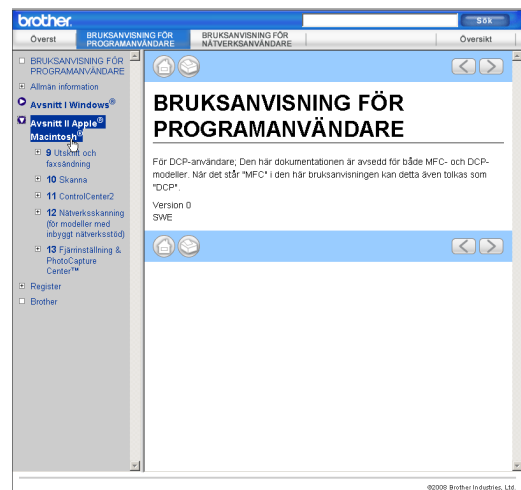 brother.
Sök
Överst
BRUKSANVISNING FÖR
PROGRAMANVÄNDARE
BRUKSANVISNING FÖR
NÄTVERKSANVÄNDARE
Översikt
BRUKSANVISNING FÖR
PROGRAMANVÄNDARE
Allmän information
Avsnitt I Windows®
Avsnitt II Apple®
Macintosh®
9 Utskrift och
faxsändning
10 Skanna
11 ControlCenter2
12 Nätverksskanning
(för modeller med
inbyggt nätverksstöd)
13 Fjärrinställning &
PhotoCapture
Center™
Register
Brother
BRUKSANVISNING FÖR
PROGRAMANVÄNDARE
För DCP-användare; Den här dokumentationen är avsedd för både MFC- och DCP-
modeller. När det står "MFC" i den här bruksanvisningen kan detta även tolkas som
"DCP".
Version 0
SWE
©2008 Brother Industries, Ltd.